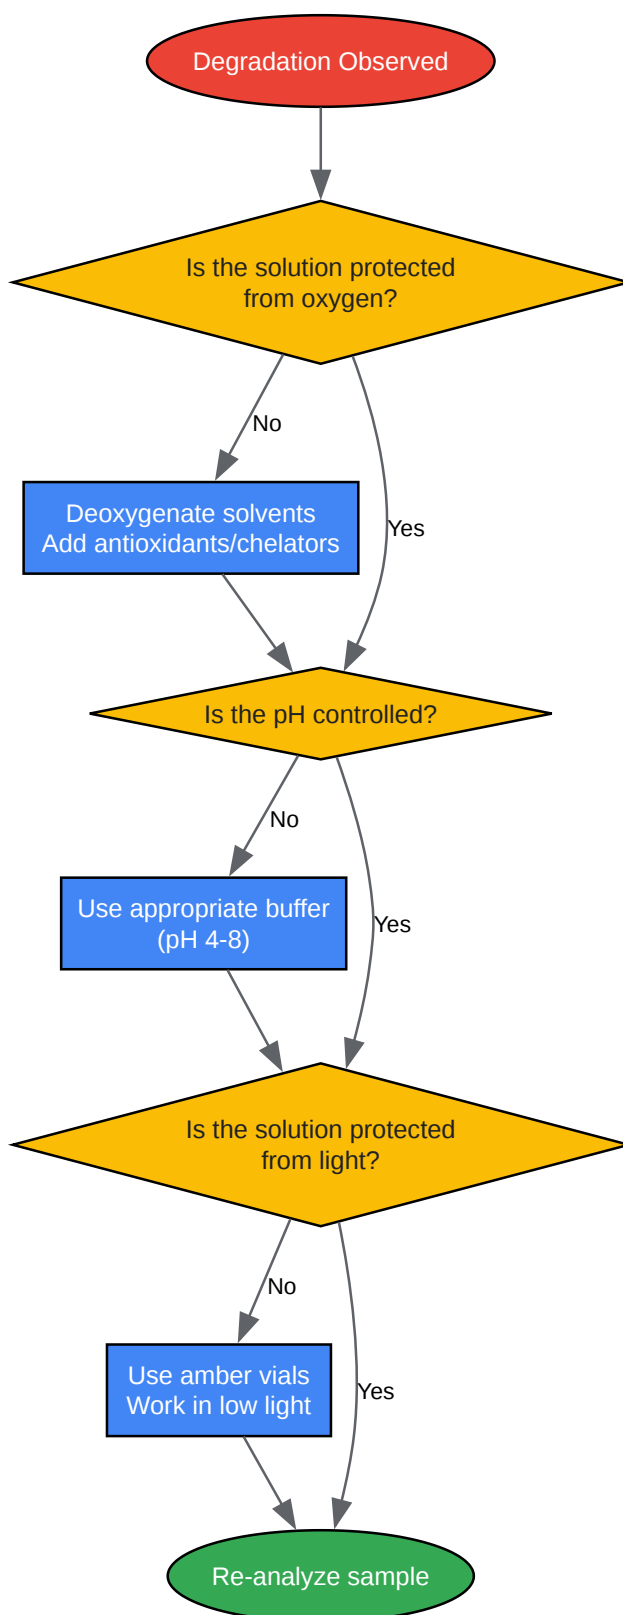 Degradation Observed
Is the solution protected
from oxygen?
No
Deoxygenate solvents
Add antioxidants/chelators
Yes
Is the pH controlled?
No
Use appropriate buffer
(pH 4-8)
Yes
Is the solution protected
from light?
No
Use amber vials
Work in low light
Yes
Re-analyze sample